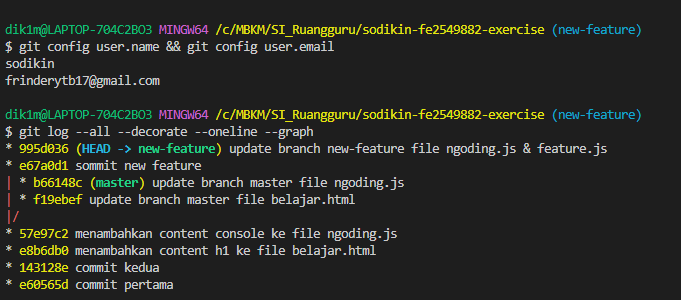 dik1m@LAPTOP-704C2BO3 MINGW64 /c/MBKM/SI_Ruangguru/sodikin-fe2549882-exercise (new-feature)
$ git config user.name && git config user.email
sodikin
frinderytb17@gmail.com
dik1m@LAPTOP-704C2BO3 MINGW64 /c/MBKM/SI_Ruangguru/sodikin-fe2549882-exercise (new-feature)
$ git log --all --decorate --oneline --graph
* 995d036 (HEAD -> new-feature) update branch new-feature file ngoding.js & feature.js
* e67a0d1 sommit new feature
| * b66148c (master) update branch master file ngoding.js
| * f19ebef update branch master file belajar.html
|/
* 57e97c2 menambahkan content console ke file ngoding.js
* e8b6db0 menambahkan content h1 ke file belajar.html
* 143128e commit kedua
* e60565d commit pertama